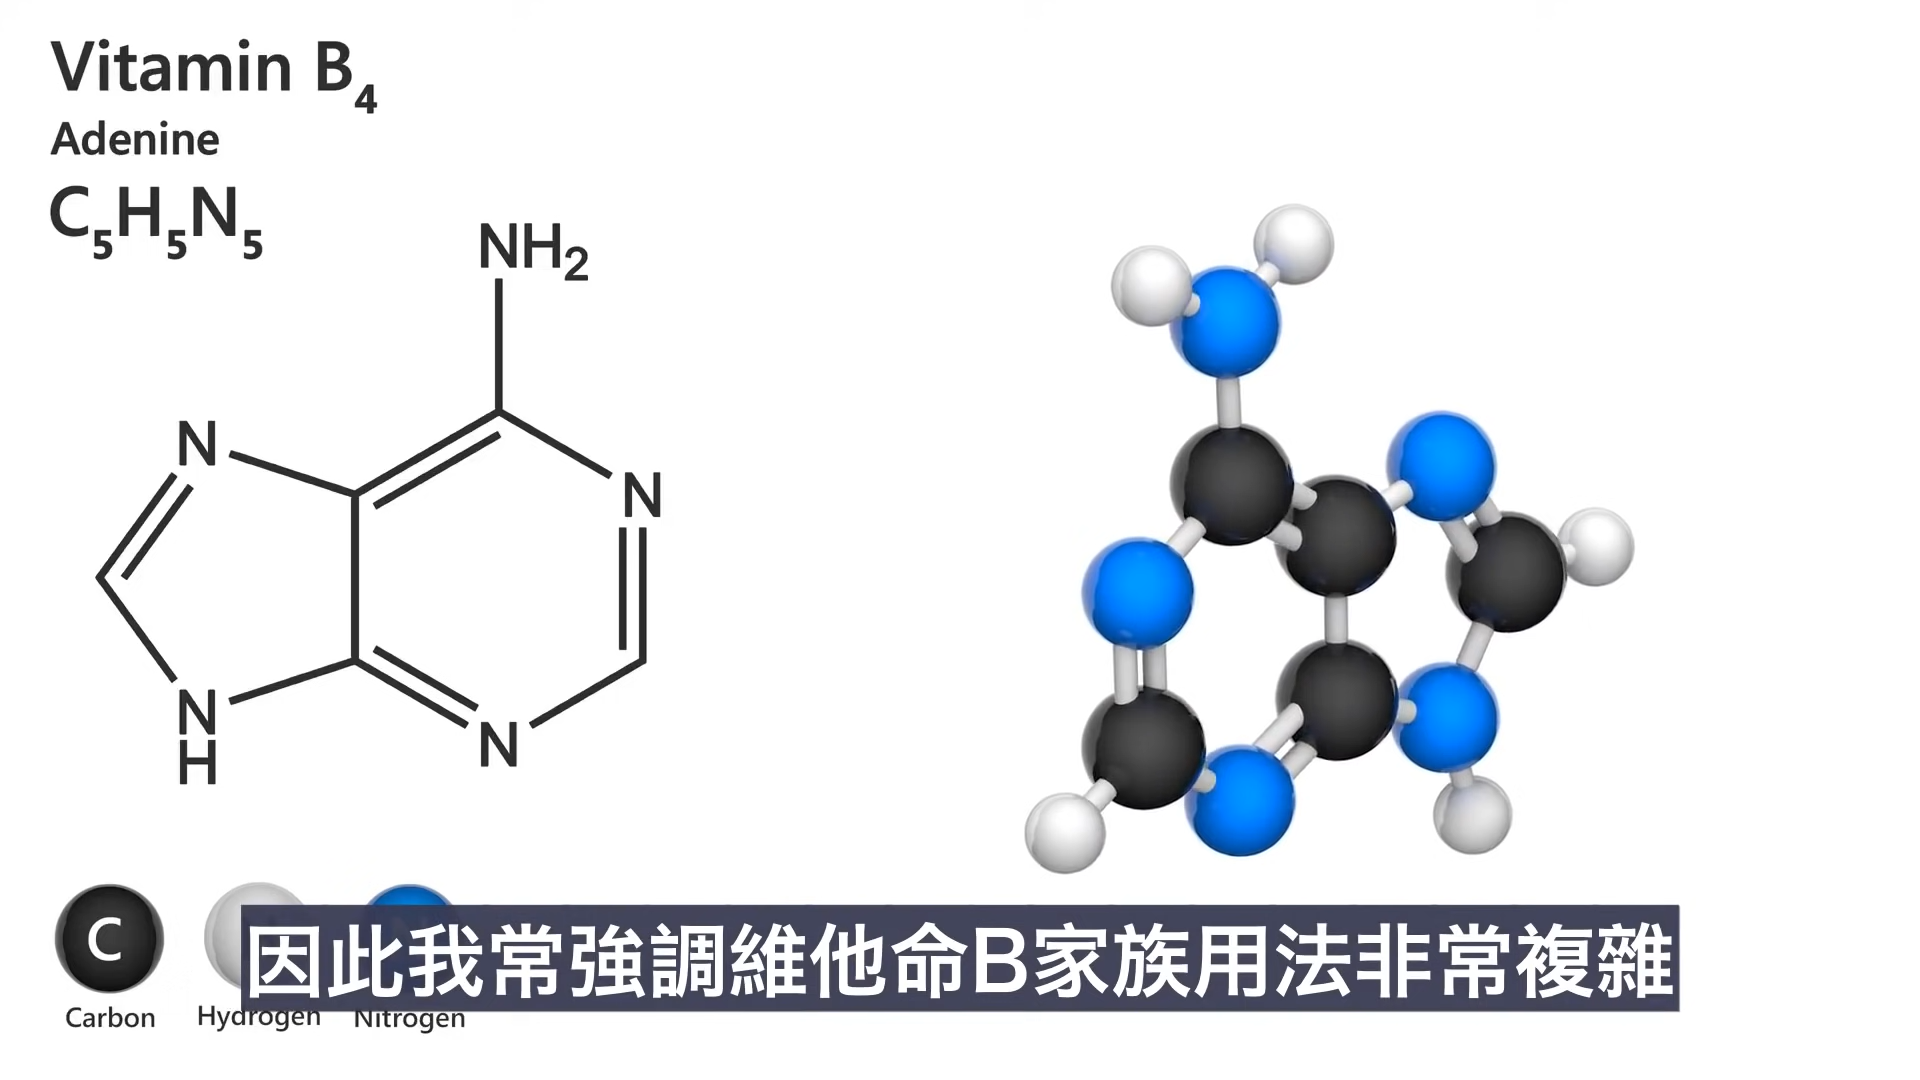 Vitamin B₄
Adenine
C₅H₅N₅
NH₂
N
N
N
H
N
C
因此我常強調維他命B家族用法非常複雜
Carbon
Hydrogen
Nitrogen